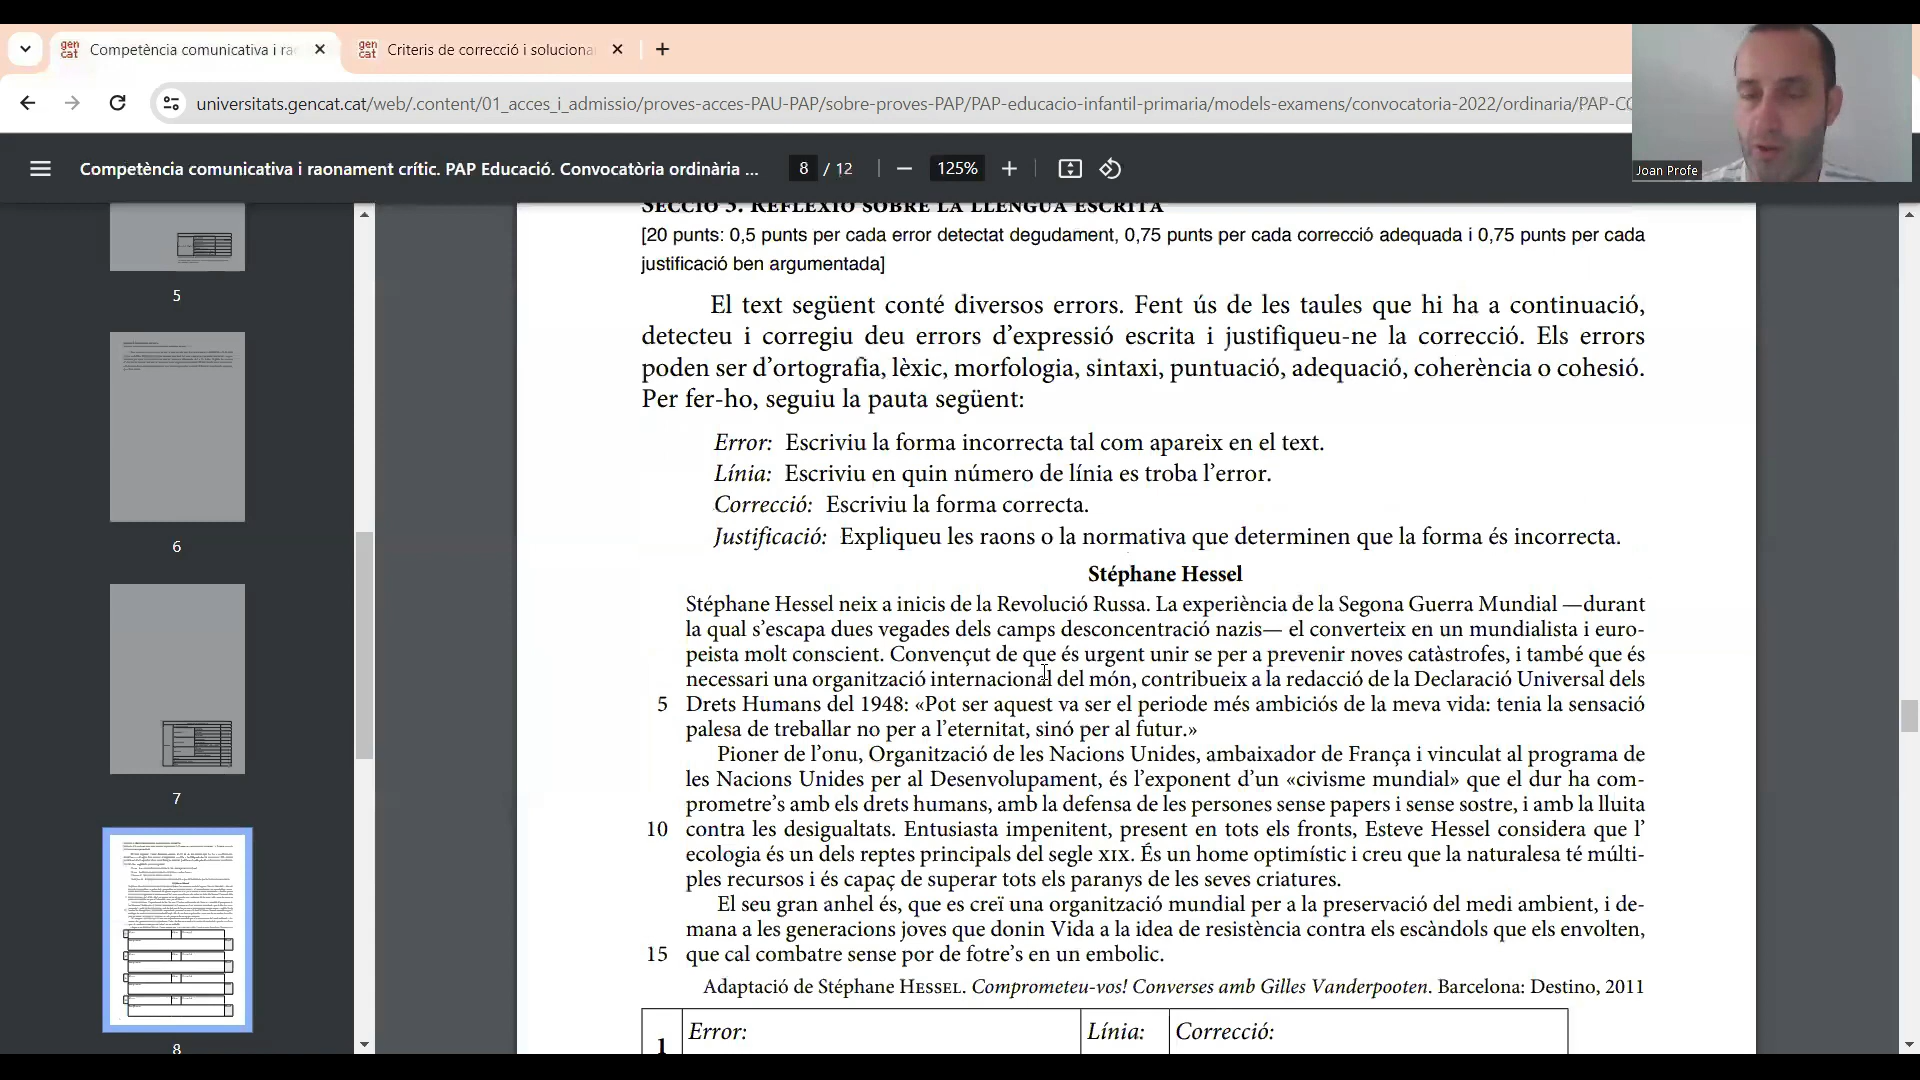 gen cat Competència comunicativa i ra
gen cat Criteris de correcció i soluciona
universitats.gencat.cat/web/.content/01_acces_i_admissio/proves-acces-PAU-PAP/sobre-proves-PAP/PAP-educacio-infantil-primaria/models-examens/convocatoria-2022/ordinaria/PAP-CO
Joan Profe
Competència comunicativa i raonament crític. PAP Educació. Convocatòria ordinària ...
8 / 12
125%
5
6
7
8
SECCIÓ 3. REFLEXIÓ SOBRE LA LLENGUA ESCRITA
[20 punts: 0,5 punts per cada error detectat degudament, 0,75 punts per cada correcció adequada i 0,75 punts per cada
justificació ben argumentada]
El text següent conté diversos errors. Fent ús de les taules que hi ha a continuació,
detecteu i corregiu deu errors d’expressió escrita i justifiqueu-ne la correcció. Els errors
poden ser d’ortografia, lèxic, morfologia, sintaxi, puntuació, adequació, coherència o cohesió.
Per fer-ho, seguiu la pauta següent:
Error: Escriviu la forma incorrecta tal com apareix en el text.
Línia: Escriviu en quin número de línia es troba l’error.
Correcció: Escriviu la forma correcta.
Justificació: Expliqueu les raons o la normativa que determinen que la forma és incorrecta.
Stéphane Hessel
Stéphane Hessel neix a inicis de la Revolució Russa. La experiència de la Segona Guerra Mundial —durant
la qual s’escapa dues vegades dels camps desconcentració nazis— el converteix en un mundialista i euro-
peista molt conscient. Convençut de que és urgent unir se per a prevenir noves catàstrofes, i també que és
necessari una organització internacional del món, contribueix a la redacció de la Declaració Universal dels
5 Drets Humans del 1948: «Pot ser aquest va ser el periode més ambiciós de la meva vida: tenia la sensació
palesa de treballar no per a l’eternitat, sinó per al futur.»
Pioner de l’onu, Organització de les Nacions Unides, ambaixador de França i vinculat al programa de
les Nacions Unides per al Desenvolupament, és l’exponent d’un «civisme mundial» que el dur ha com-
prometre’s amb els drets humans, amb la defensa de les persones sense papers i sense sostre, i amb la lluita
10 contra les desigualtats. Entusiasta impenitent, present en tots els fronts, Esteve Hessel considera que l’
ecologia és un dels reptes principals del segle XIX. És un home optimístic i creu que la naturalesa té múlti-
ples recursos i és capaç de superar tots els paranys de les seves criatures.
El seu gran anhel és, que es creï una organització mundial per a la preservació del medi ambient, i de-
mana a les generacions joves que donin Vida a la idea de resistència contra els escàndols que els envolten,
15 que cal combatre sense por de fotre’s en un embolic.
Adaptació de Stéphane HESSEL. Comprometeu-vos! Converses amb Gilles Vanderpooten. Barcelona: Destino, 2011
1 Error: Línia: Correcció: